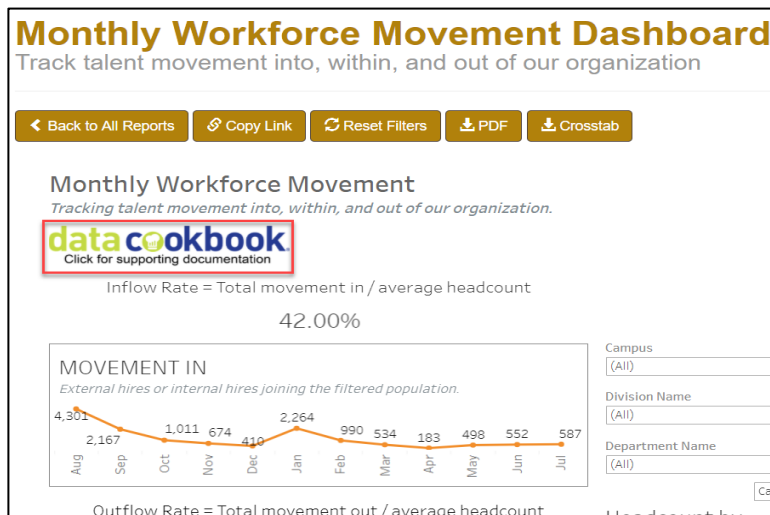 Monthly Workforce Movement Dashboard
Track talent movement into, within, and out of our organization
Back to All Reports
Copy Link
Reset Filters
PDF
Crosstab
Monthly Workforce Movement
Tracking talent movement into, within, and out of our organization.
data cookbook
Click for supporting documentation
Inflow Rate = Total movement in / average headcount
42.00%
MOVEMENT IN
External hires or internal hires joining the filtered population.
4,301 2,167 1,011 674 410 2,264 990 534 183 498 552 587
Aug Sep Oct Nov Dec Jan Feb Mar Apr May Jun Jul
Campus
(All)
Division Name
(All)
Department Name
(All)
Ca
Outflow Rate = Total movement out / average headcount
Headcount by